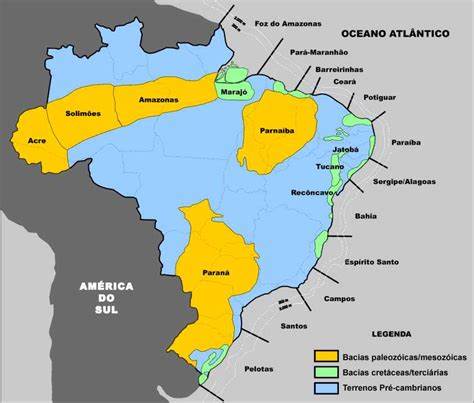 Foz do Amazonas
OCEANO ATLÂNTICO
Pará-Maranhão
Barreirinhas
Ceará
Potiguar
Marajó
Amazonas
Solimões
Acre
Parnaíba
Jatobá
Paraíba
Tucano
Sergipe/Alagoas
Recôncavo
Bahia
Espírito Santo
Paraná
Campos
AMÉRICA
DO
SUL
Santos
Pelotas
LEGENDA
Bacias paleozóicas/mesozóicas
Bacias cretáceas/terciárias
Terrenos Pré-cambrianos